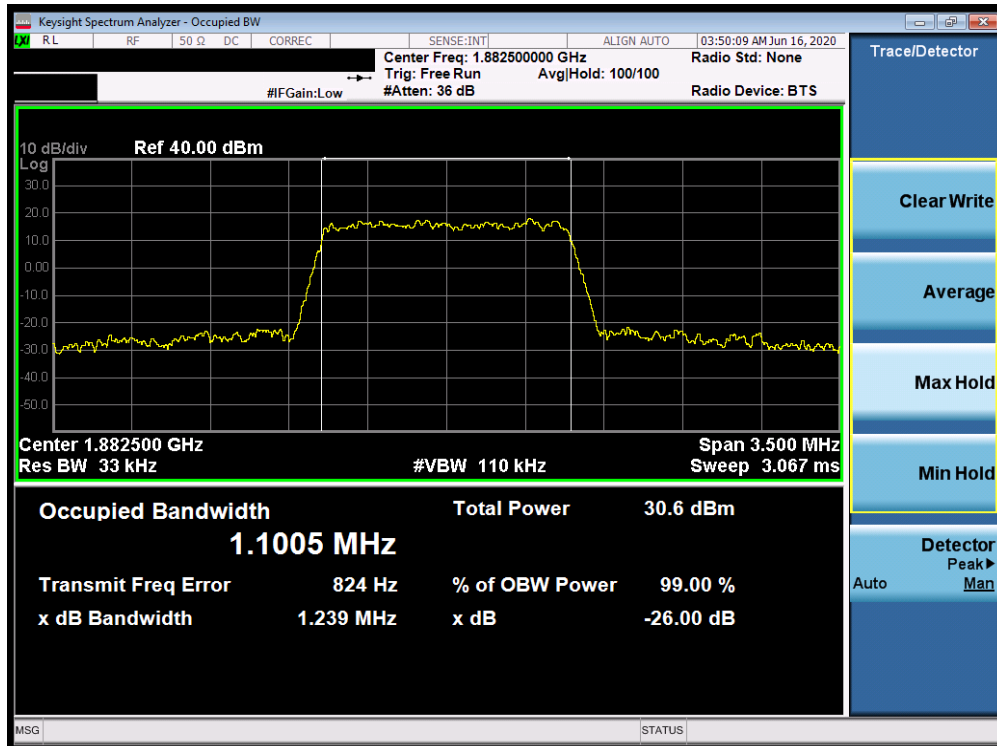 Keysight Spectrum Analyzer - Occupied BW
LXI RL RF 50 Ω DC CORREC SENSE:INT ALIGN AUTO 03:50:09 AM Jun 16, 2020
Center Freq: 1.882500000 GHz Radio Std: None
Trig: Free Run Avg|Hold: 100/100
#IFGain:Low #Atten: 36 dB Radio Device: BTS
Trace/Detector
10 dB/div Ref 40.00 dBm
Log
30.0
20.0
10.0
0.00
-10.0
-20.0
-30.0
-40.0
-50.0
Center 1.882500 GHz Span 3.500 MHz
Res BW 33 kHz #VBW 110 kHz Sweep 3.067 ms
Occupied Bandwidth Total Power 30.6 dBm
1.1005 MHz
Transmit Freq Error 824 Hz % of OBW Power 99.00 %
x dB Bandwidth 1.239 MHz x dB -26.00 dB
Clear Write
Average
Max Hold
Min Hold
Detector
Peak▶
Auto Man
MSG STATUS